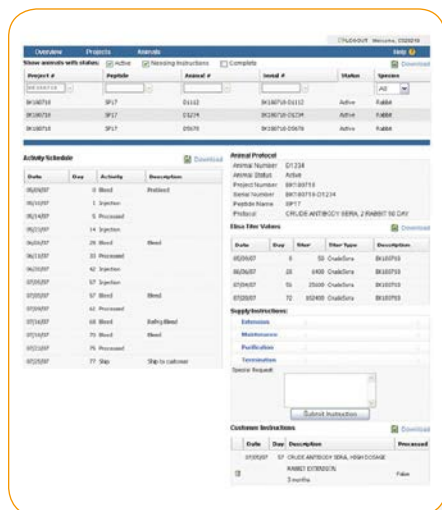 LOGOUT Welcome,
Overview Projects Animals Help
Show animals with status: Active Needing Instructions Complete Download
Project # Peptide Animal # Serial # Status Species
BK180718 All
BK180718 SP17 D1112 BK180718-D1112 Active Rabbit
BK180718 SP17 D1234 BK180718-D1234 Active Rabbit
BK180718 SP17 D5678 BK180718-D5678 Active Rabbit
Activity Schedule Download
Date Day Activity Description
05/09/07 0 Bleed Prebleed
05/10/07 1 Injection
05/14/07 5 Processed
05/23/07 14 Injection
06/06/07 28 Bleed Bleed
06/11/07 33 Processed
06/20/07 42 Injection
07/05/07 57 Injection
07/05/07 57 Bleed Bleed
07/09/07 61 Processed
07/16/07 68 Bleed
07/18/07 70 Bleed Bleed
07/23/07 75 Processed
07/25/07 77 Ship Ship to customer
Animal Protocol
Animal Number D1234
Animal Status Active
Project Number BK180718
Serial Number BK180718-D1234
Peptide Name SP17
Protocol CRUDE ANTIBODY SERA, 2 RABBIT 90 DAY
Elisa Titer Values Download
Date Day Titer Titer Type Description
05/09/07 0 50 CrudeSera BK180718
06/06/07 28 6400 CrudeSera BK180718
07/04/07 56 25600 CrudeSera BK180718
07/20/07 72 102400 CrudeSera BK180718
Supply Instructions:
Extension
Maintenance
Purification
Termination
Special Request
Submit Instruction
Customer Instructions Download
Date Day Description Processed
07/05/07 57 CRUDE ANTIBODY SERA, HIGH DOSAGE
RABBIT EXTENSION False
3 months